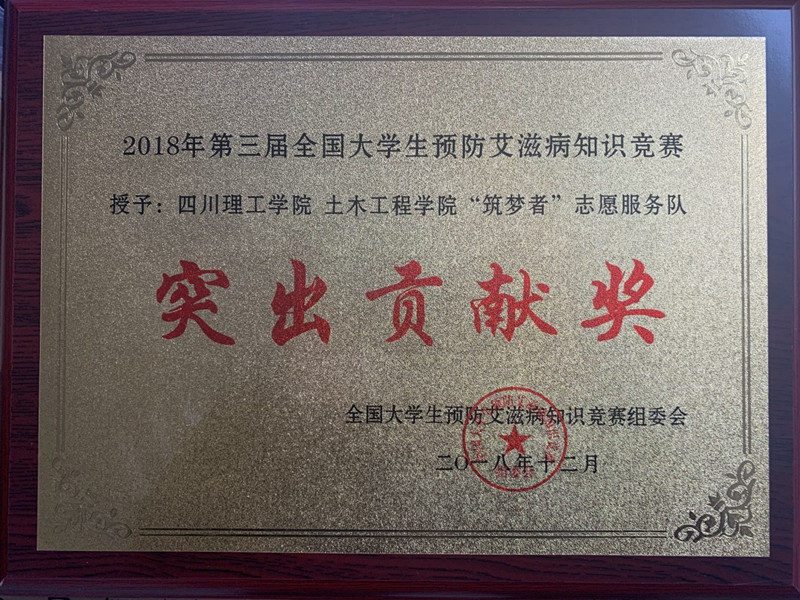 2018年第三届全国大学生预防艾滋病知识竞赛
授予：四川理工学院 土木工程学院“筑梦者”志愿服务队
突出贡献奖
全国大学生预防艾滋病知识竞赛组委会
二〇一八年十二月